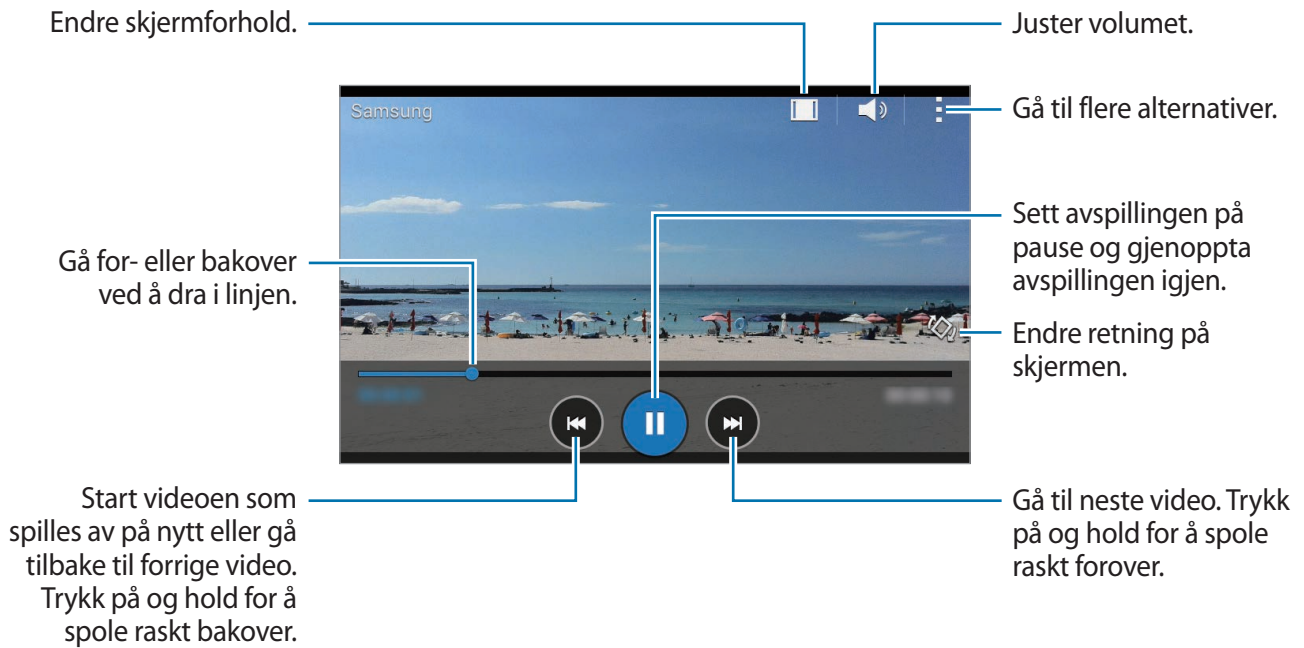 Endre skjermforhold.
Juster volumet.
Samsung
Gå til flere alternativer.
Sett avspillingen på
pause og gjenoppta
avspillingen igjen.
Gå for- eller bakover
ved å dra i linjen.
Endre retning på
skjermen.
Start videoen som
spilles av på nytt eller gå
tilbake til forrige video.
Trykk på og hold for å
spole raskt bakover.
Gå til neste video. Trykk
på og hold for å spole
raskt forover.